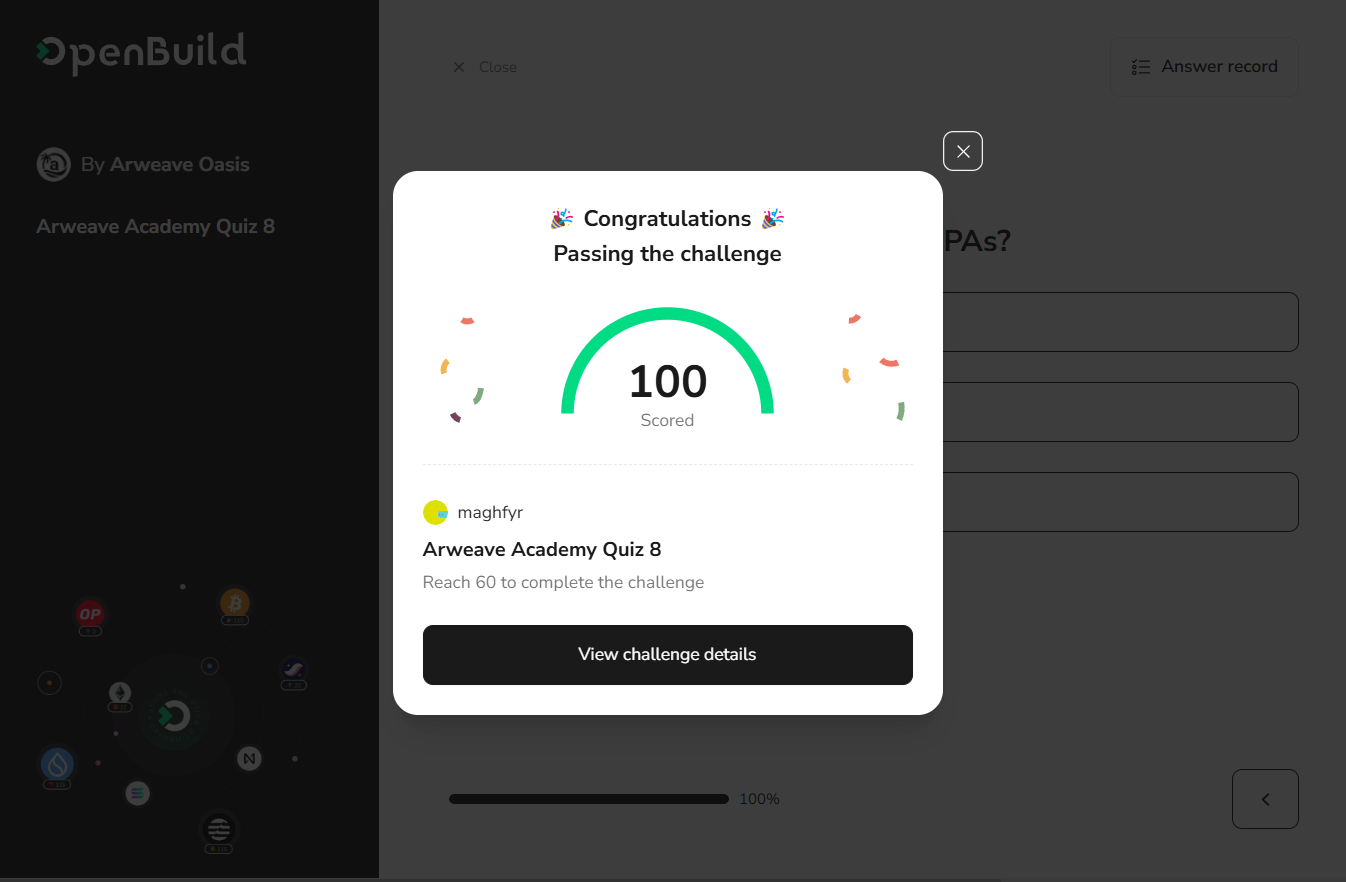 OpenBuild
By Arweave Oasis
Arweave Academy Quiz 8
Close
Answer record
PAs?
Congratulations
Passing the challenge
100
Scored
maghfyr
Arweave Academy Quiz 8
Reach 60 to complete the challenge
View challenge details
100%
OP